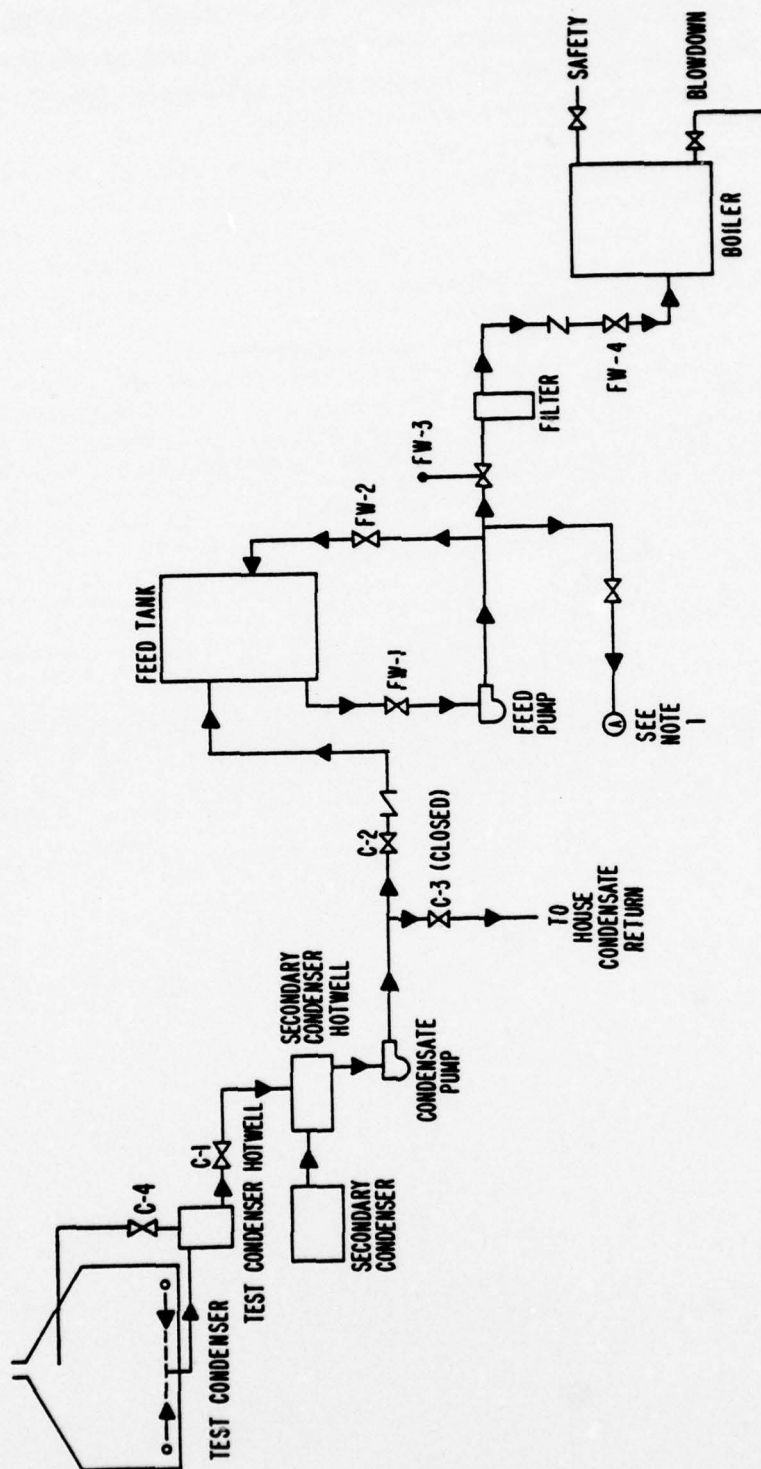 TEST CONDENSER
C-4
TEST CONDENSER HOTWELL
C-1
SECONDARY
CONDENSER
SECONDARY
CONDENSER
HOTWELL
CONDENSATE
PUMP
C-2
C-3 (CLOSED)
TO
HOUSE
CONDENSATE
RETURN
FEED TANK
FW-1
FEED
PUMP
FW-2
A
SEE
NOTE
1
FW-3
FILTER
FW-4
BOILER
SAFETY
BLOWDOWN